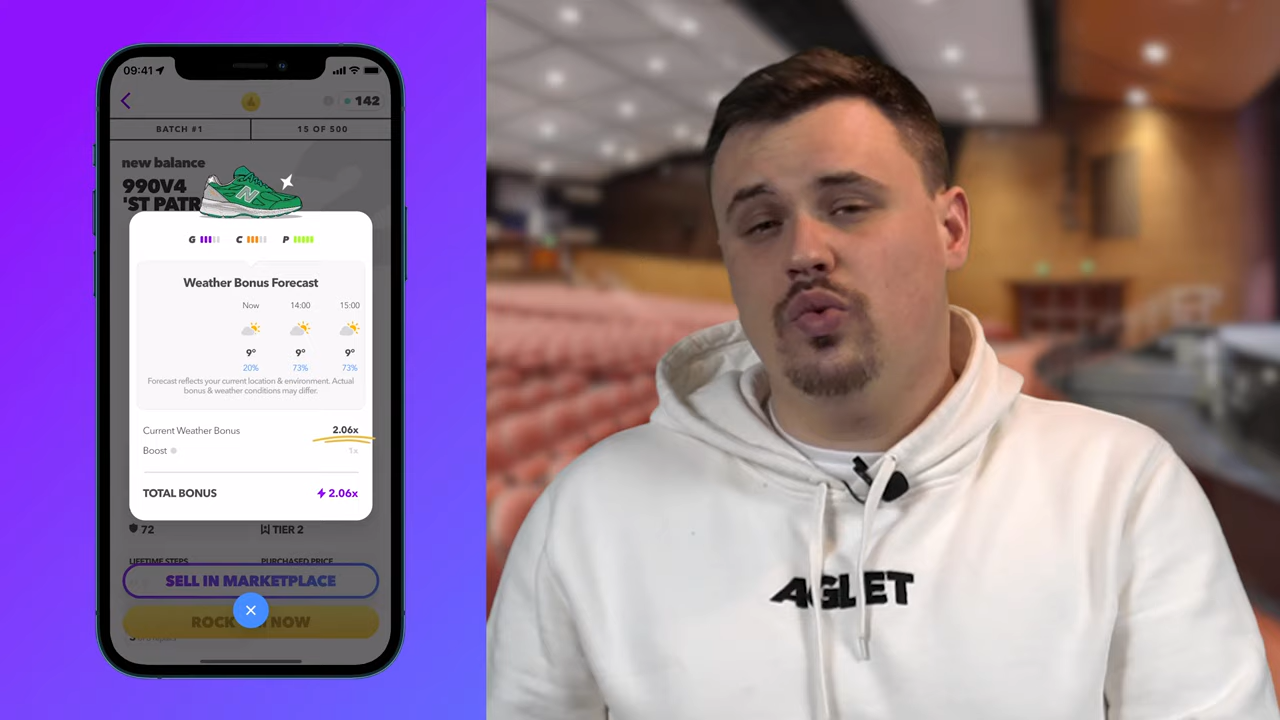 09:41
142
BATCH #1
15 OF 500
new balance
990V4
'ST PATR
N
G C P
Weather Bonus Forecast
Now 14:00 15:00
9° 9° 9°
20% 73% 73%
Forecast reflects your current location & environment. Actual
bonus & weather conditions may differ.
Current Weather Bonus 2.06x
Boost 1x
TOTAL BONUS 2.06x
72 TIER 2
LIFETIME STEPS PURCHASED PRICE
SELL IN MARKETPLACE
ROCK NOW
AGLET